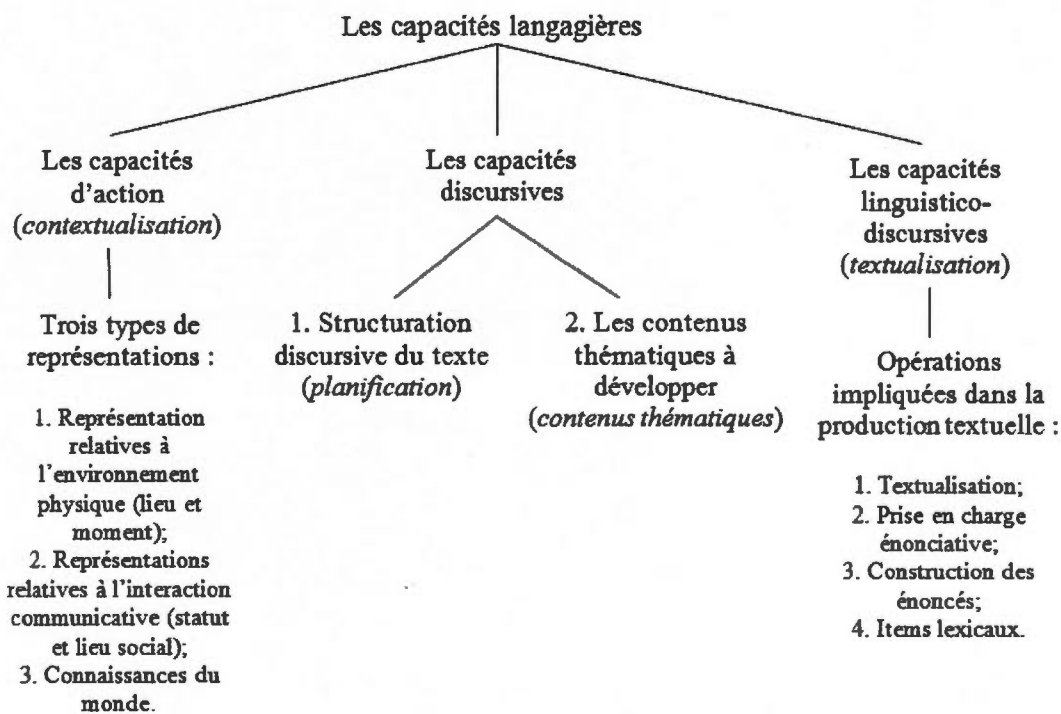 Les capacités langagières
Les capacités
d'action
(contextualisation)
Trois types de
représentations :
1. Représentation
relatives à
l'environnement
physique (lieu et
moment);
2. Représentations
relatives à l'interaction
communicative (statut
et lieu social);
3. Connaissances du
monde.
Les capacités
discursives
1. Structuration
discursive du texte
(planification)
2. Les contenus
thématiques à
développer
(contenus thématiques)
Les capacités
linguistico-
discursives
(textualisation)
Opérations
impliquées dans la
production textuelle :
1. Textualisation;
2. Prise en charge
énonciative;
3. Construction des
énoncés;
4. Items lexicaux.